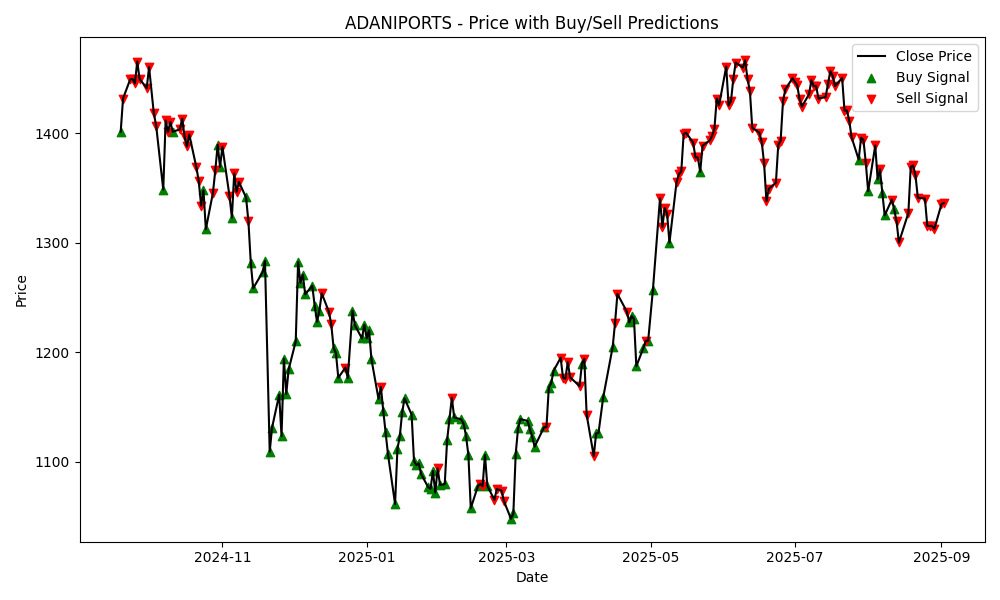 ADANIPORTS - Price with Buy/Sell Predictions
Close Price
Buy Signal
Sell Signal
Price
1400
1300
1200
1100
2024-11
2025-01
2025-03
2025-05
2025-07
2025-09
Date